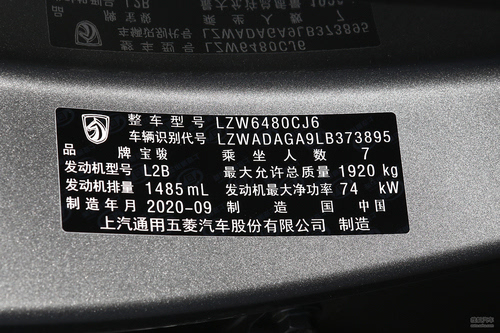 整车型号 LZW6480CJ6
车辆识别代号 LZWADAGA9LB373895
品牌 宝骏 乘坐人数 7
发动机型号 L2B 最大允许总质量 1920 kg
发动机排量 1485 mL 发动机最大净功率 74 kW
制造年月 2020-09 制造国 中国
上汽通用五菱汽车股份有限公司 制造